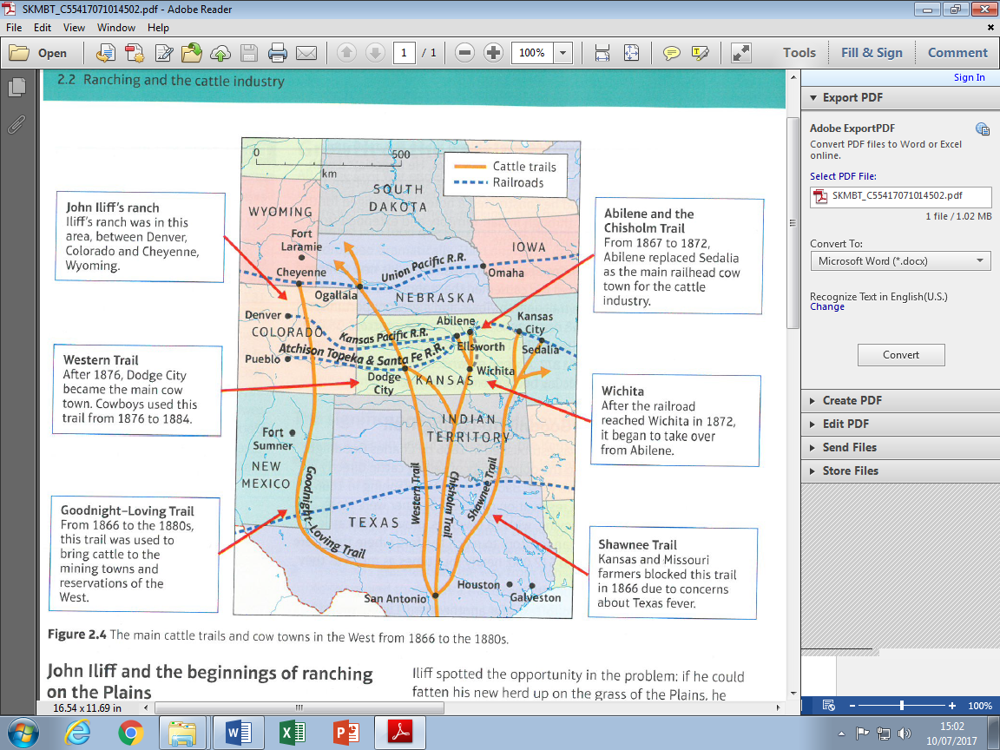 SKMBT_C55417071014502.pdf - Adobe Reader
File Edit View Window Help
Open
1 / 1
100%
Tools
Fill & Sign
Comment
Sign In
2.2 Ranching and the cattle industry
0 500
km
Cattle trails
Railroads
SOUTH
DAKOTA
WYOMING
Fort
Laramie
Cheyenne
IOWA
Union Pacific R.R.
Omaha
Ogallala
NEBRASKA
Denver
COLORADO
Kansas Pacific R.R.
Abilene
Kansas
City
Ellsworth
Sedalia
Pueblo
Atchison Topeka & Santa Fe R.R.
Dodge
City
KANSAS
Wichita
INDIAN
TERRITORY
Fort
Sumner
NEW
MEXICO
Goodnight–Loving Trail
Western Trail
Chisholm Trail
Shawnee Trail
TEXAS
San Antonio
Houston
Galveston
John Iliff's ranch
Iliff's ranch was in this
area, between Denver,
Colorado and Cheyenne,
Wyoming.
Western Trail
After 1876, Dodge City
became the main cow
town. Cowboys used this
trail from 1876 to 1884.
Goodnight–Loving Trail
From 1866 to the 1880s,
this trail was used to
bring cattle to the
mining towns and
reservations of the
West.
Abilene and the
Chisholm Trail
From 1867 to 1872,
Abilene replaced Sedalia
as the main railhead cow
town for the cattle
industry.
Wichita
After the railroad
reached Wichita in 1872,
it began to take over
from Abilene.
Shawnee Trail
Kansas and Missouri
farmers blocked this trail
in 1866 due to concerns
about Texas fever.
Figure 2.4 The main cattle trails and cow towns in the West from 1866 to the 1880s.
John Iliff and the beginnings of ranching
on the Plains
Iliff spotted the opportunity in the problem: if he could
fatten his new herd up on the grass of the Plains, he
16.54 x 11.69 in
Export PDF
Adobe ExportPDF
Convert PDF files to Word or Excel
online.
Select PDF File:
SKMBT_C55417071014502.pdf
1 file / 1.02 MB
Convert To:
Microsoft Word (*.docx)
Recognize Text in English(U.S.)
Change
Convert
Create PDF
Edit PDF
Send Files
Store Files
100%
15:02
10/07/2017